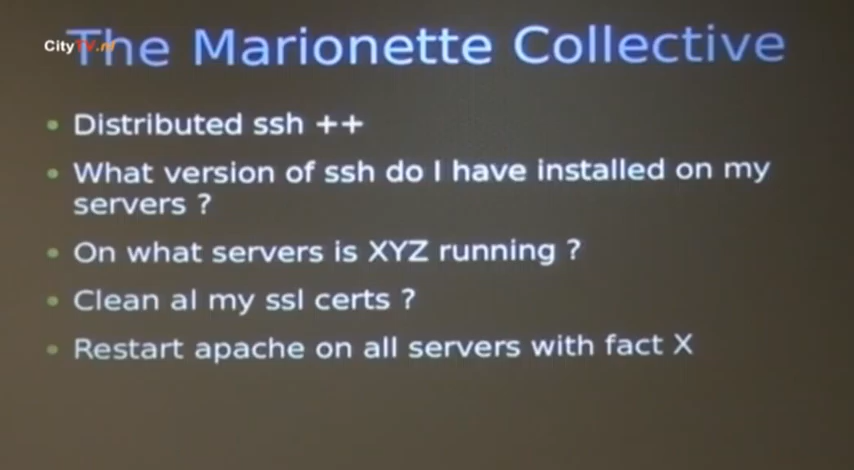 CityTV.nl
The Marionette Collective
Distributed ssh ++
What version of ssh do I have installed on my
servers ?
On what servers is XYZ running ?
Clean al my ssl certs ?
Restart apache on all servers with fact X